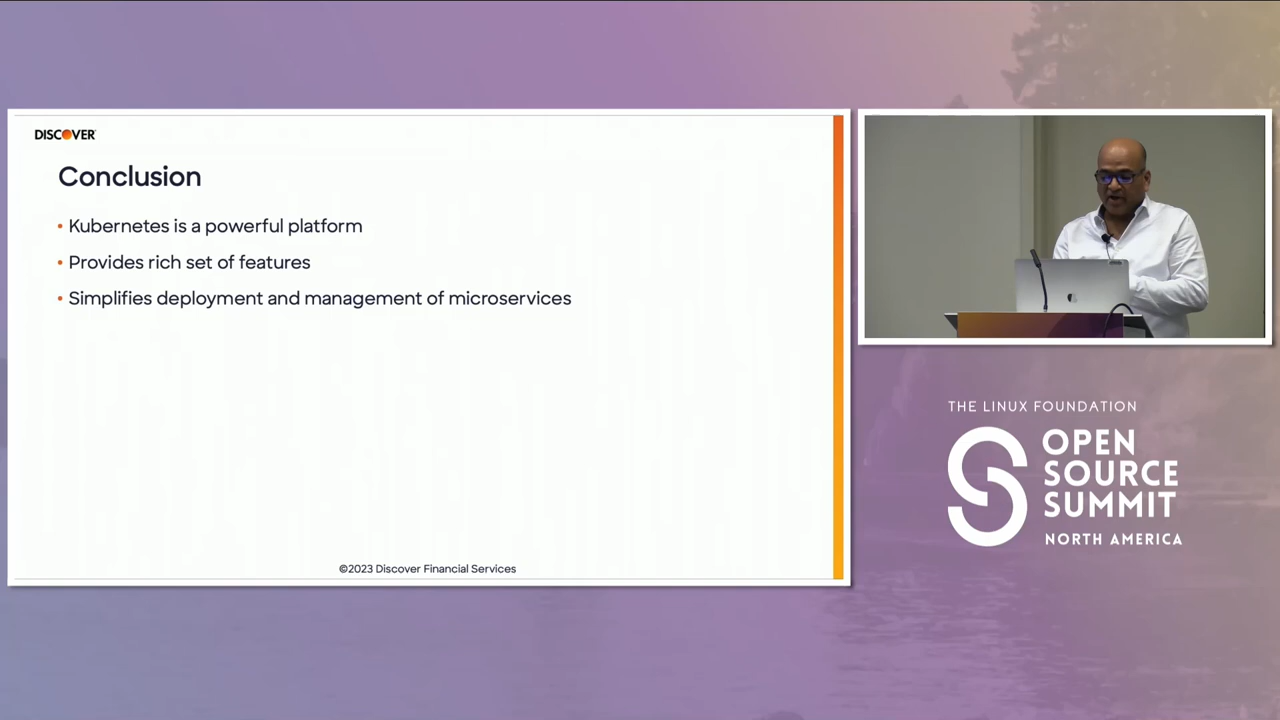 DISCOVER
Conclusion
• Kubernetes is a powerful platform
• Provides rich set of features
• Simplifies deployment and management of microservices
©2023 Discover Financial Services
THE LINUX FOUNDATION
OPEN
SOURCE
SUMMIT
NORTH AMERICA